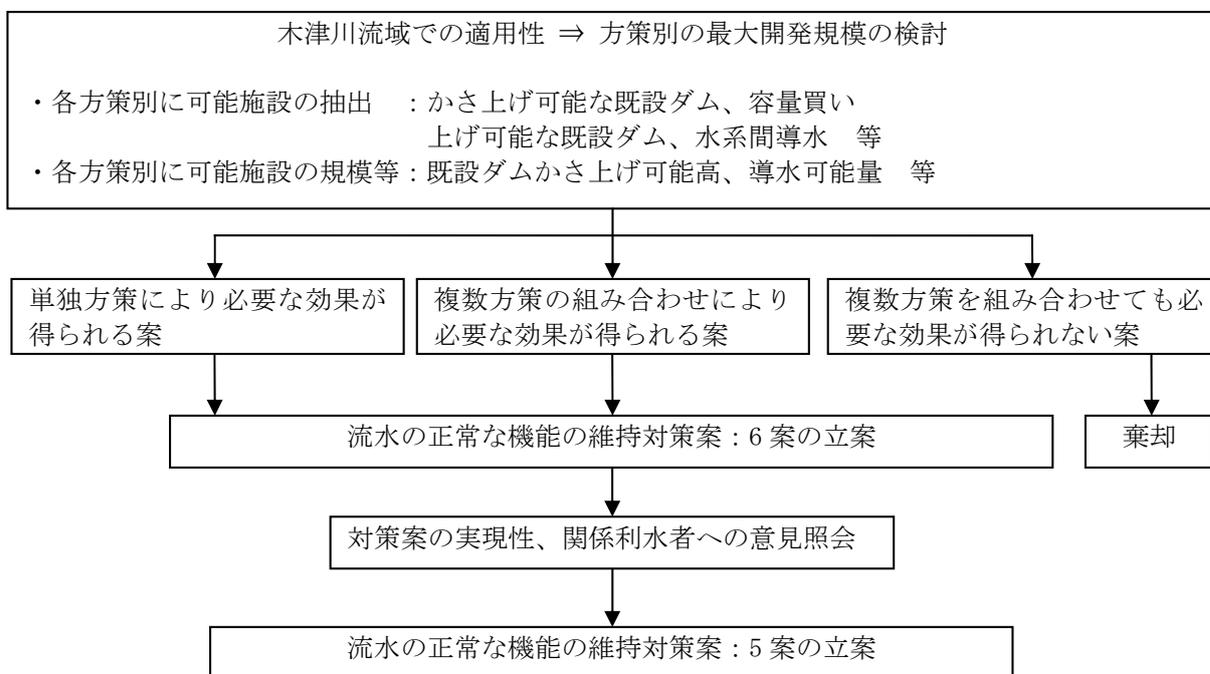 木津川流域での適用性 ⇒ 方策別の最大開発規模の検討
・各方策別に可能施設の抽出　：かさ上げ可能な既設ダム、容量買い
上げ可能な既設ダム、水系間導水　等
・各方策別に可能施設の規模等：既設ダムかさ上げ可能高、導水可能量　等
単独方策により必要な効果が
得られる案
複数方策の組み合わせにより
必要な効果が得られる案
複数方策を組み合わせても必
要な効果が得られない案
流水の正常な機能の維持対策案：6 案の立案
棄却
対策案の実現性、関係利水者への意見照会
流水の正常な機能の維持対策案：5 案の立案